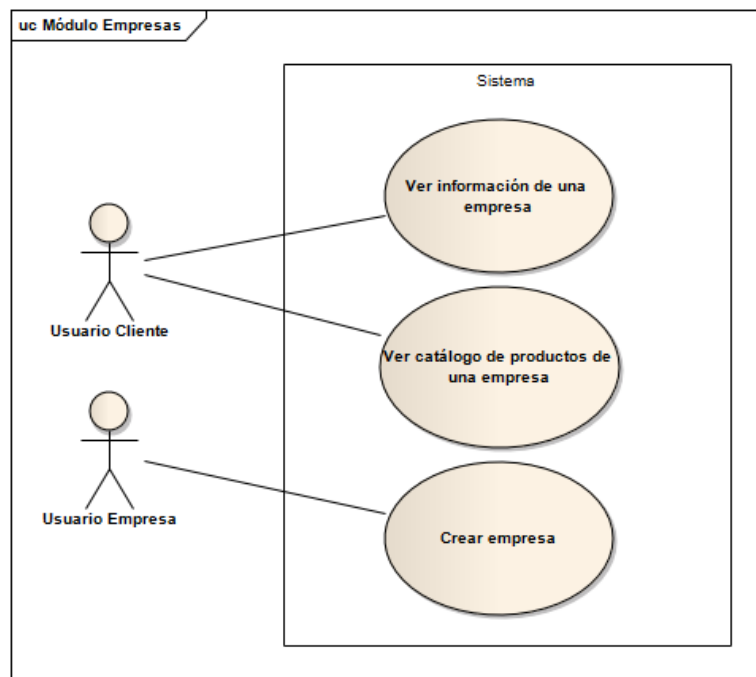 uc Módulo Empresas
Sistema
Ver información de una
empresa
Usuario Cliente
Ver catálogo de productos de
una empresa
Usuario Empresa
Crear empresa